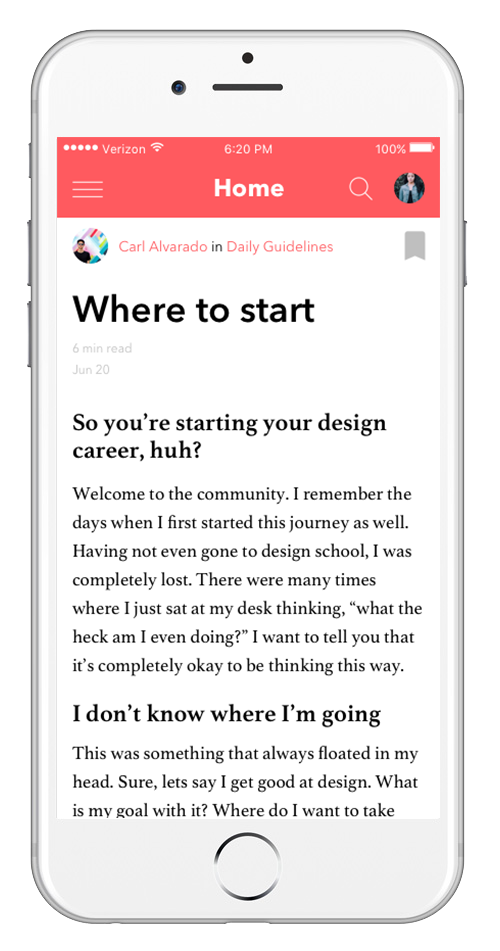 Verizon 6:20 PM 100%
Home
Carl Alvarado in Daily Guidelines
Where to start
6 min read
Jun 20
So you’re starting your design
career, huh?
Welcome to the community. I remember the
days when I first started this journey as well.
Having not even gone to design school, I was
completely lost. There were many times
where I just sat at my desk thinking, “what the
heck am I even doing?” I want to tell you that
it’s completely okay to be thinking this way.
I don’t know where I’m going
This was something that always floated in my
head. Sure, lets say I get good at design. What
is my goal with it? Where do I want to take